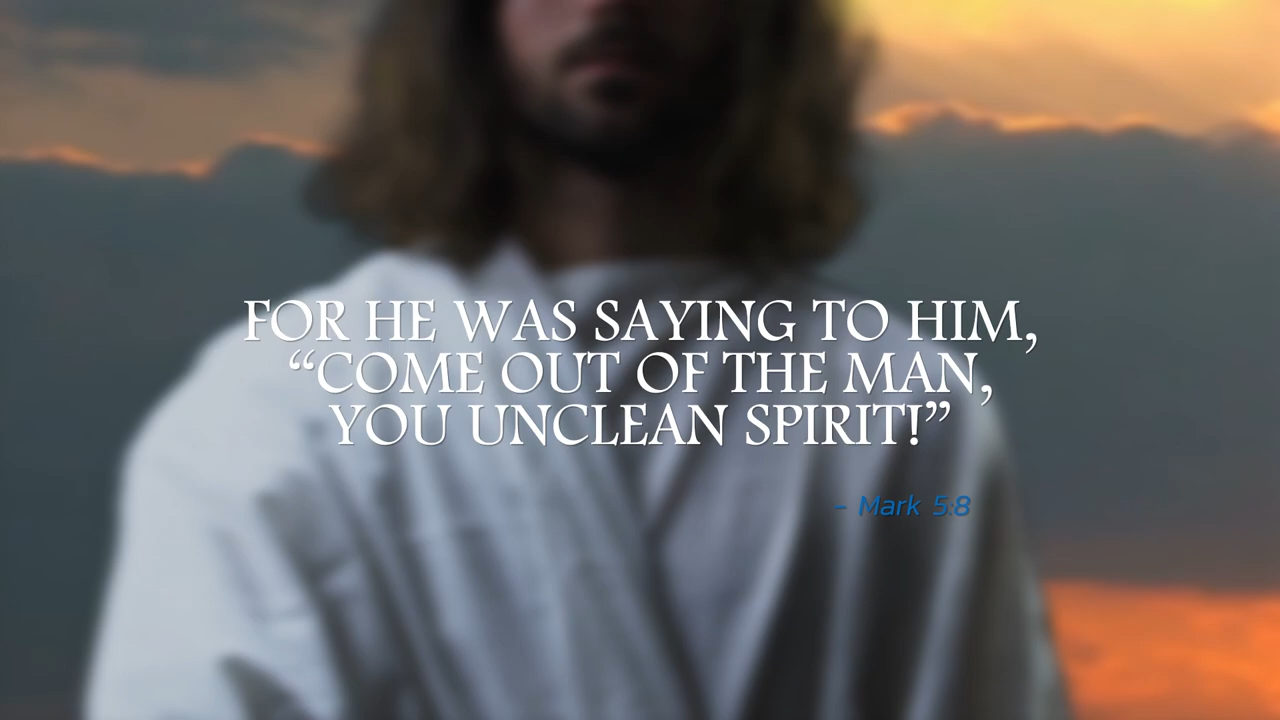 FOR HE WAS SAYING TO HIM,
“COME OUT OF THE MAN,
YOU UNCLEAN SPIRIT!”
– Mark 5:8